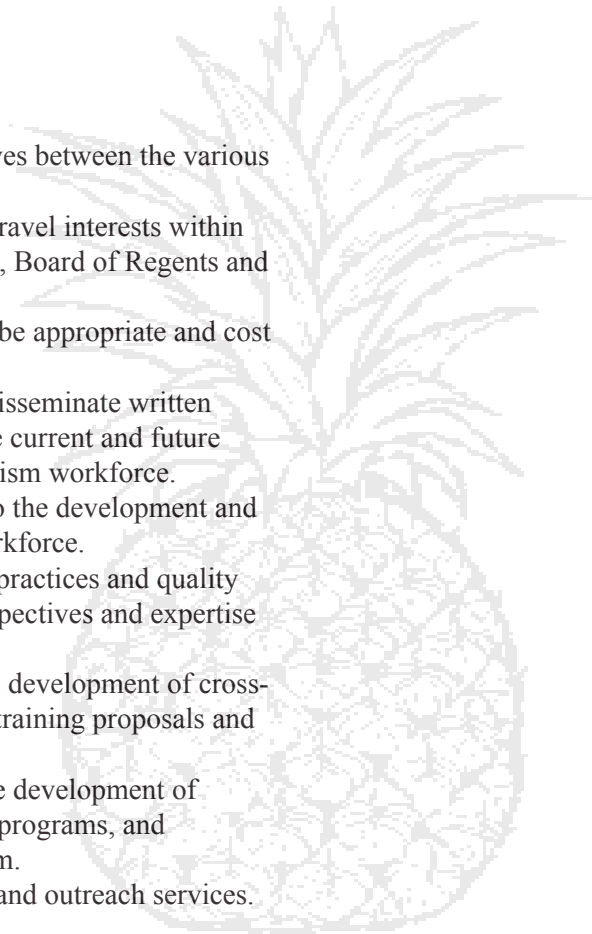 between the various
ravel interests within
, Board of Regents and
be appropriate and cost
isseminate written
current and future
ism workforce.
the development and
rkforce.
practices and quality
pectives and expertise
development of cross-
training proposals and
development of
programs, and
and outreach services.